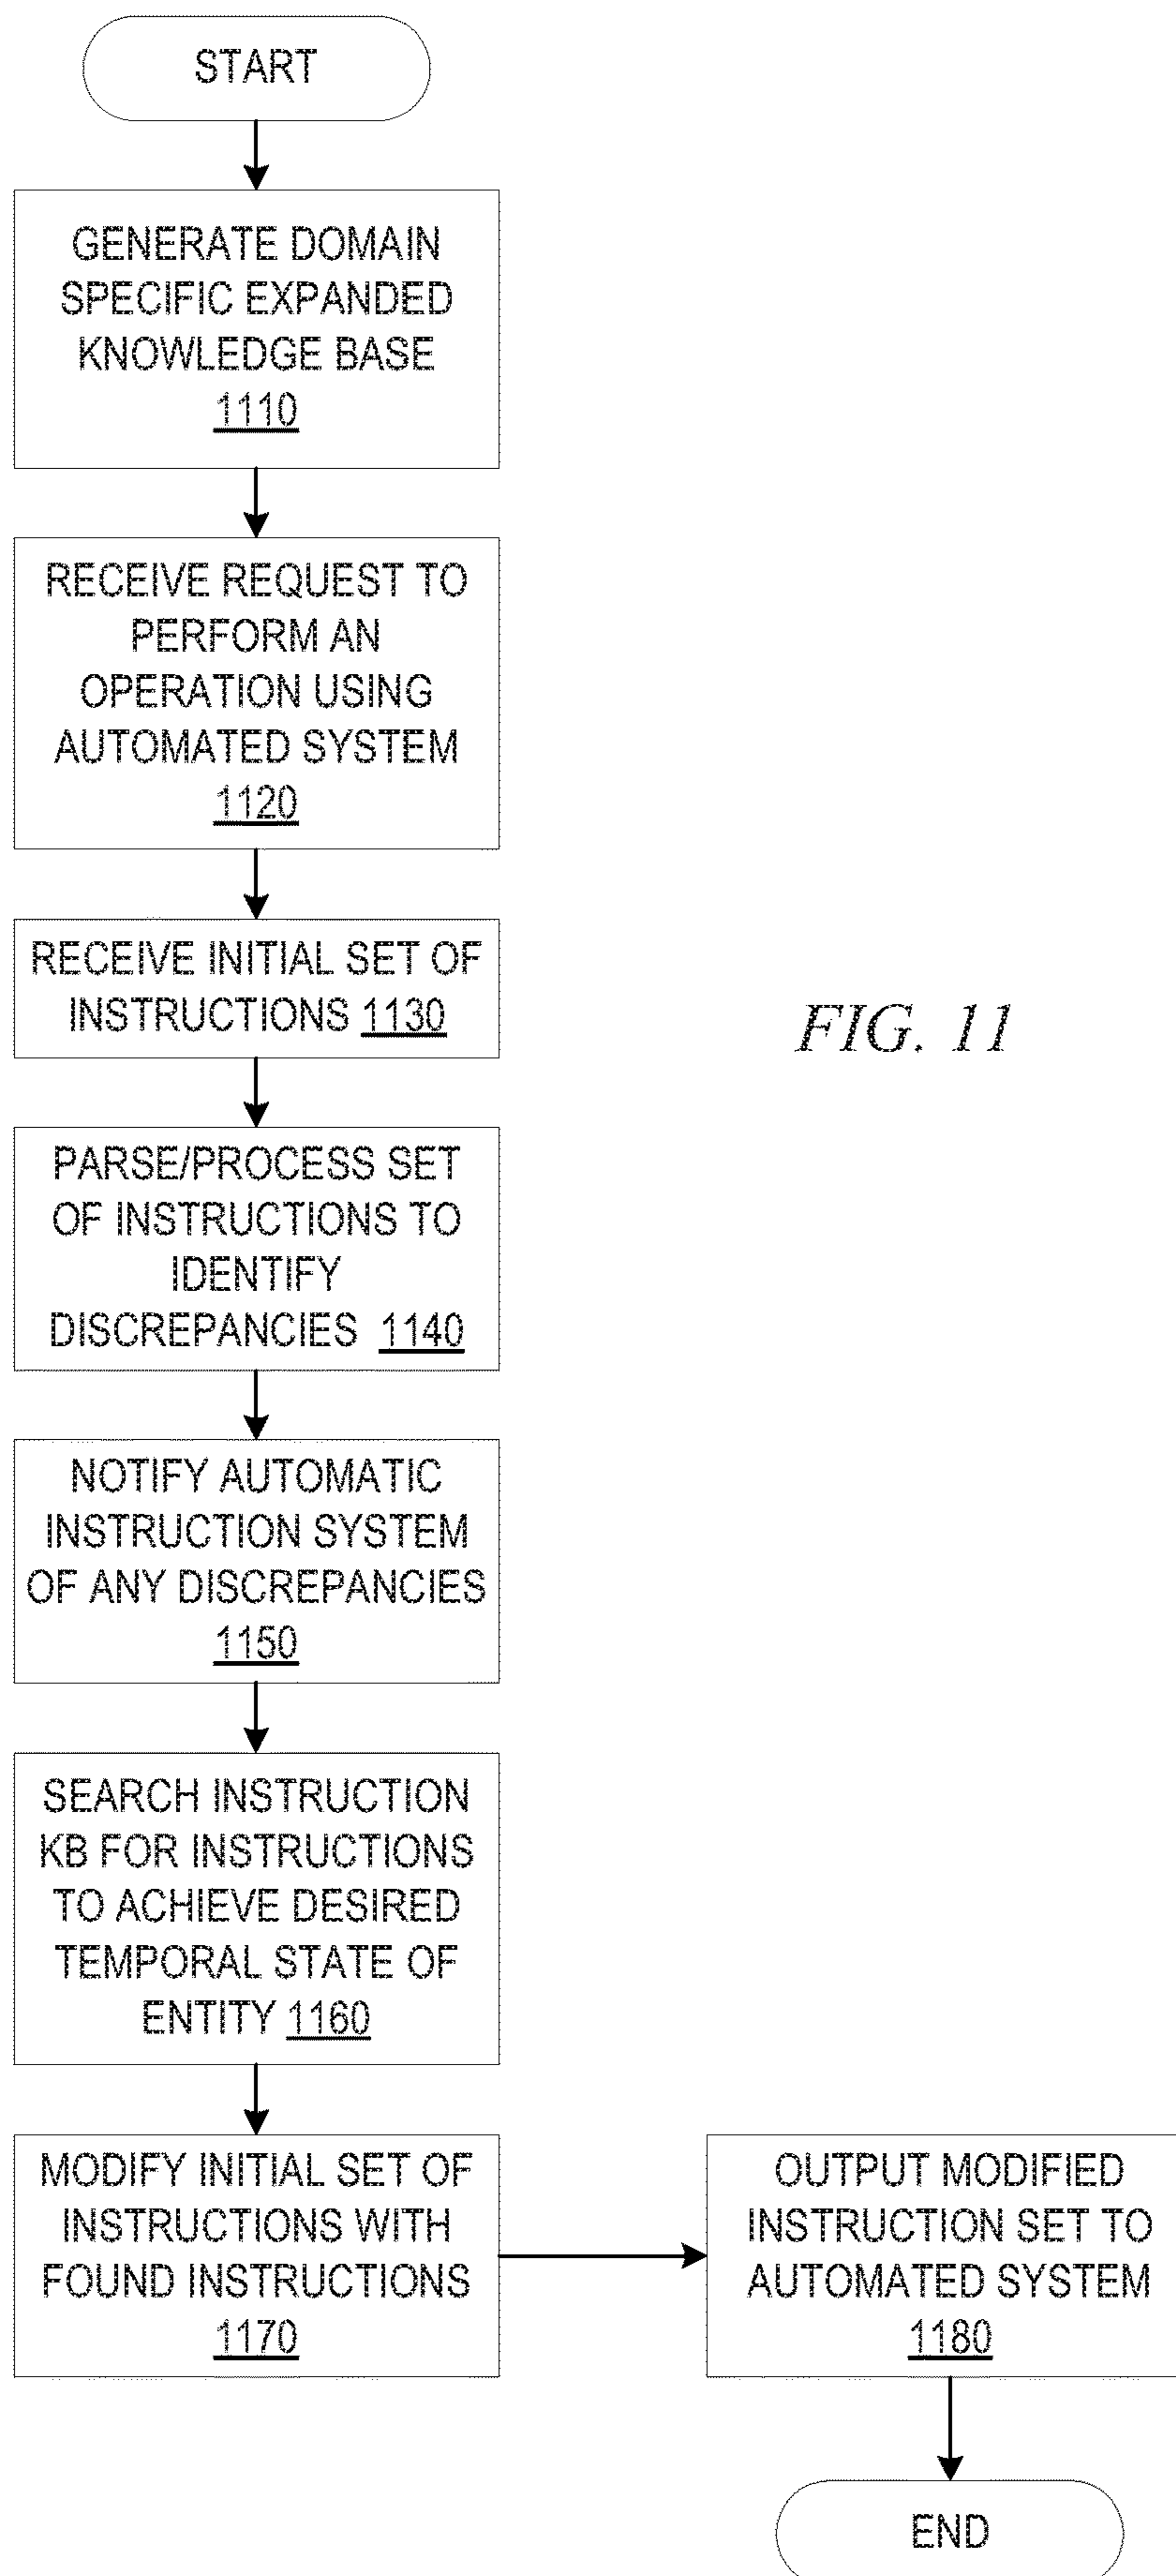 START
GENERATE DOMAIN
SPECIFIC EXPANDED
KNOWLEDGE BASE
1110
RECEIVE REQUEST TO
PERFORM AN
OPERATION USING
AUTOMATED SYSTEM
1120
RECEIVE INITIAL SET OF
INSTRUCTIONS 1130
FIG. 11
PARSE/PROCESS SET
OF INSTRUCTIONS TO
IDENTIFY
DISCREPANCIES 1140
NOTIFY AUTOMATIC
INSTRUCTION SYSTEM
OF ANY DISCREPANCIES
1150
SEARCH INSTRUCTION
KB FOR INSTRUCTIONS
TO ACHIEVE DESIRED
TEMPORAL STATE OF
ENTITY 1160
MODIFY INITIAL SET OF
INSTRUCTIONS WITH
FOUND INSTRUCTIONS
1170
OUTPUT MODIFIED
INSTRUCTION SET TO
AUTOMATED SYSTEM
1180
END